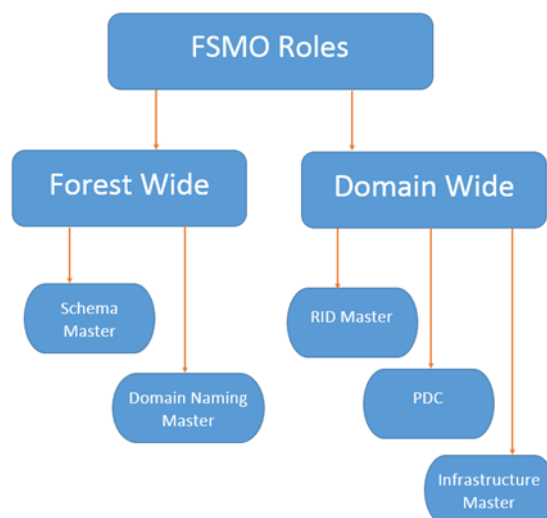 FSMO Roles
Forest Wide
Domain Wide
Schema
Master
RID Master
Domain Naming
Master
PDC
Infrastructure
Master